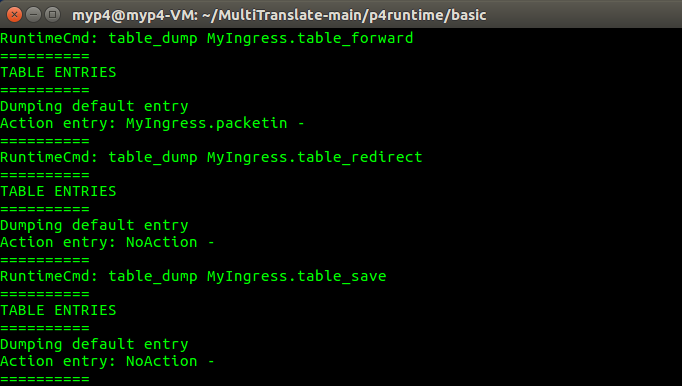 myp4@myp4-VM: ~/MultiTranslate-main/p4runtime/basic
RuntimeCmd: table_dump MyIngress.table_forward
==========
TABLE ENTRIES
==========
Dumping default entry
Action entry: MyIngress.packetin -
==========
RuntimeCmd: table_dump MyIngress.table_redirect
==========
TABLE ENTRIES
==========
Dumping default entry
Action entry: NoAction -
==========
RuntimeCmd: table_dump MyIngress.table_save
==========
TABLE ENTRIES
==========
Dumping default entry
Action entry: NoAction -
==========